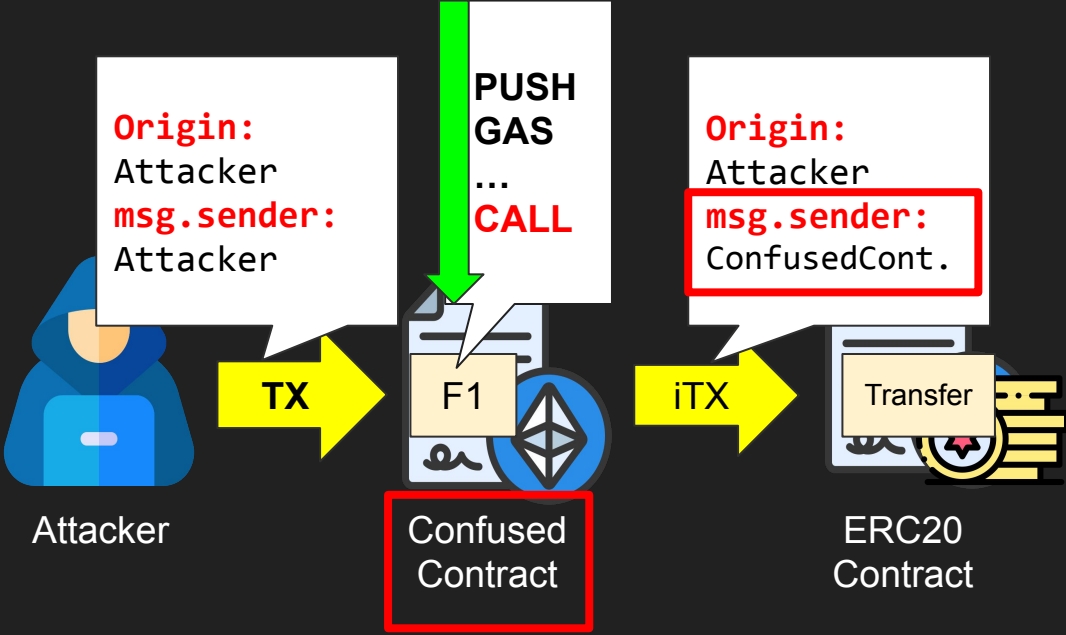 Origin:
Attacker
msg.sender:
Attacker
PUSH
GAS
…
CALL
Origin:
Attacker
msg.sender:
ConfusedCont.
TX
F1
iTX
Transfer
Attacker
Confused
Contract
ERC20
Contract